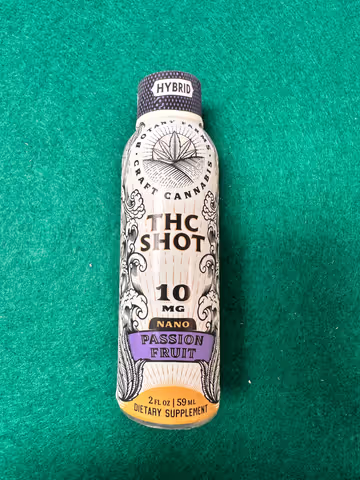 HYBRID
BOTANY FARMS
CRAFT CANNABIS
THC
SHOT
10
MG
NANO
PASSION
FRUIT
2 FL OZ | 59 ML
DIETARY SUPPLEMENT